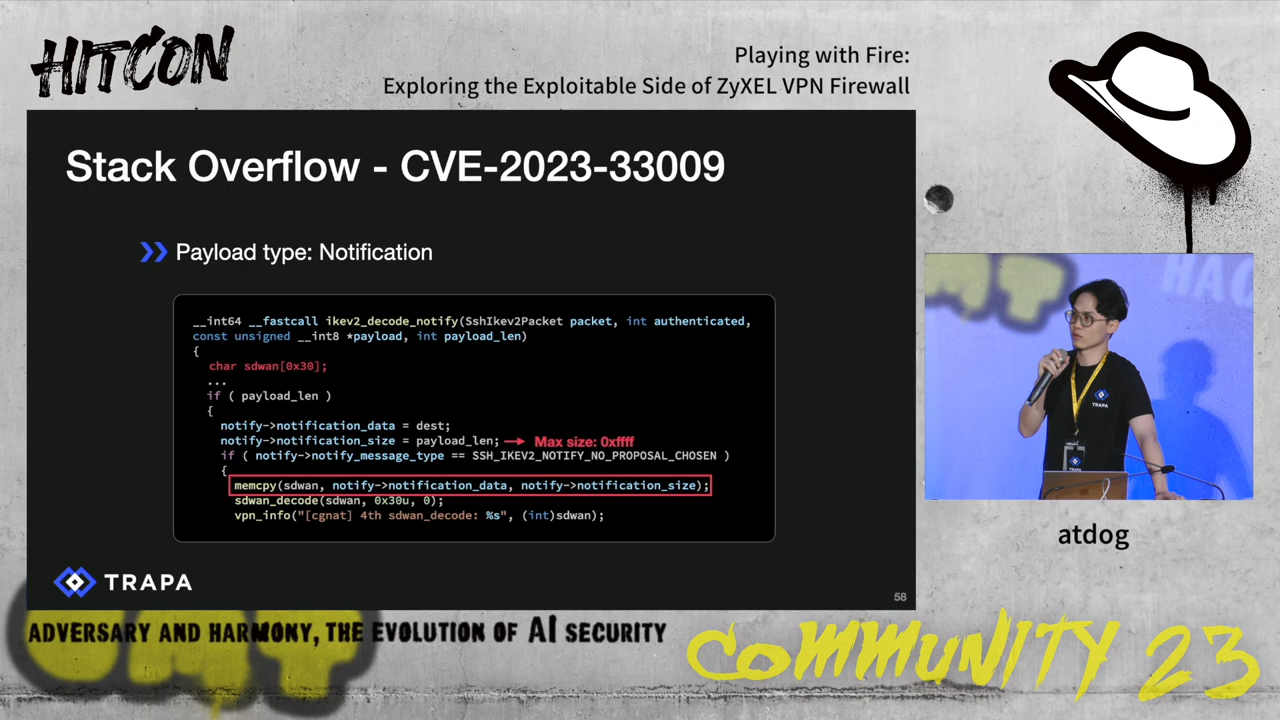 HITCON
Playing with Fire:
Exploring the Exploitable Side of ZyXEL VPN Firewall
Stack Overflow - CVE-2023-33009
Payload type: Notification
__int64 __fastcall ikev2_decode_notify(SshIkev2Packet packet, int authenticated,
const unsigned __int8 *payload, int payload_len)
{
char sdwan[0x30];
...
if ( payload_len )
{
notify->notification_data = dest;
notify->notification_size = payload_len; → Max size: 0xffff
if ( notify->notify_message_type == SSH_IKEV2_NOTIFY_NO_PROPOSAL_CHOSEN )
{
memcpy(sdwan, notify->notification_data, notify->notification_size);
sdwan_decode(sdwan, 0x30u, 0);
vpn_info("[cgnat] 4th sdwan_decode: %s", (int)sdwan);
TRAPA
58
TRAPA
atdog
ADVERSARY AND HARMONY, THE EVOLUTION OF AI SECURITY
COMMUNITY 23